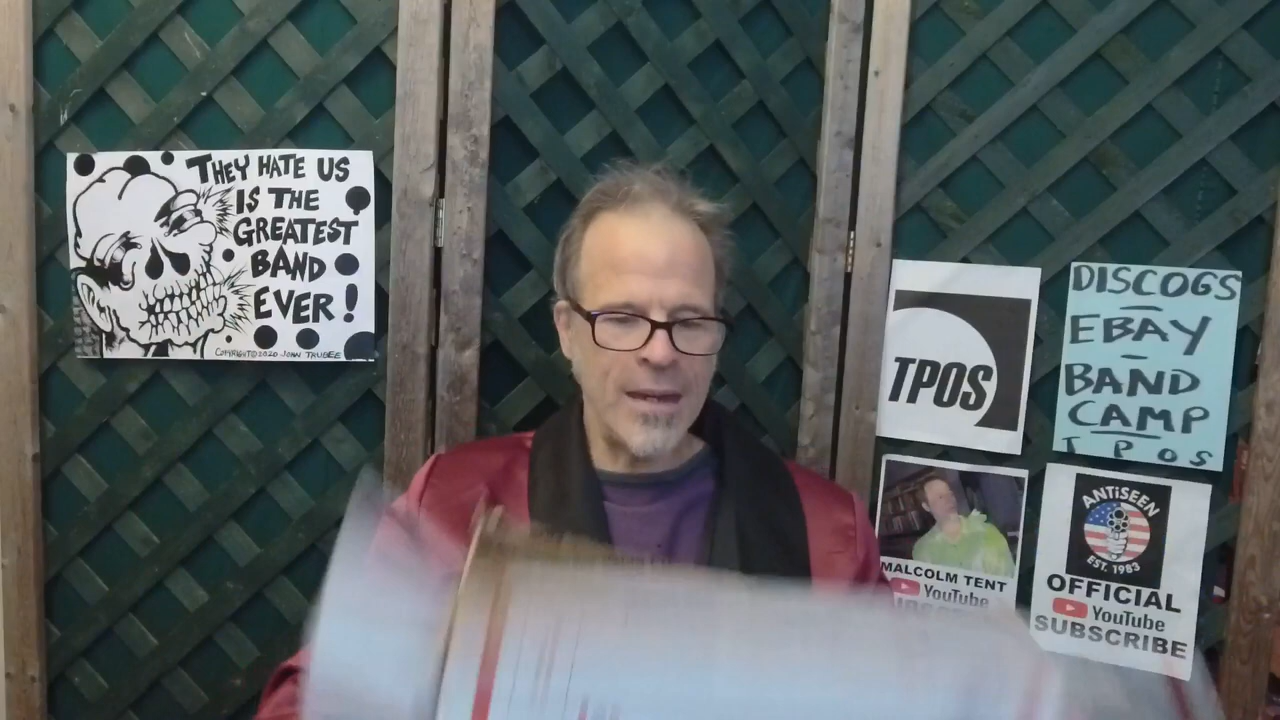 THEY HATE US
IS THE
GREATEST
BAND
EVER!
COPYRIGHT©2020 JOHN TRUBEE
TPOS
DISCOGS
EBAY
BAND
CAMP
TPOS
MALCOLM TENT
YouTube
ANTiSEEN
EST. 1983
OFFICIAL
YouTube
SUBSCRIBE